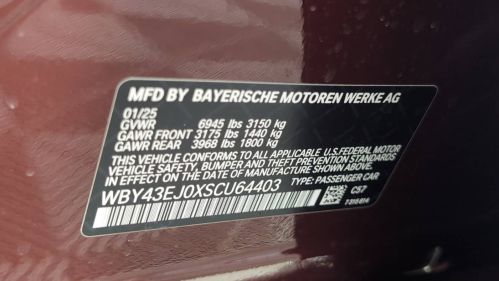 MFD BY BAYERISCHE MOTOREN WERKE AG
01/25
GVWR 6945 lbs 3150 kg
GAWR FRONT 3175 lbs 1440 kg
GAWR REAR 3968 lbs 1800 kg
THIS VEHICLE CONFORMS TO ALL APPLICABLE U.S. FEDERAL MOTOR
VEHICLE SAFETY, BUMPER AND THEFT PREVENTION STANDARDS
IN EFFECT ON THE DATE OF MANUFACTURE SHOWN ABOVE.
WBY43EJ0XSCU64403 TYPE: PASSENGER CAR
C57
7316614